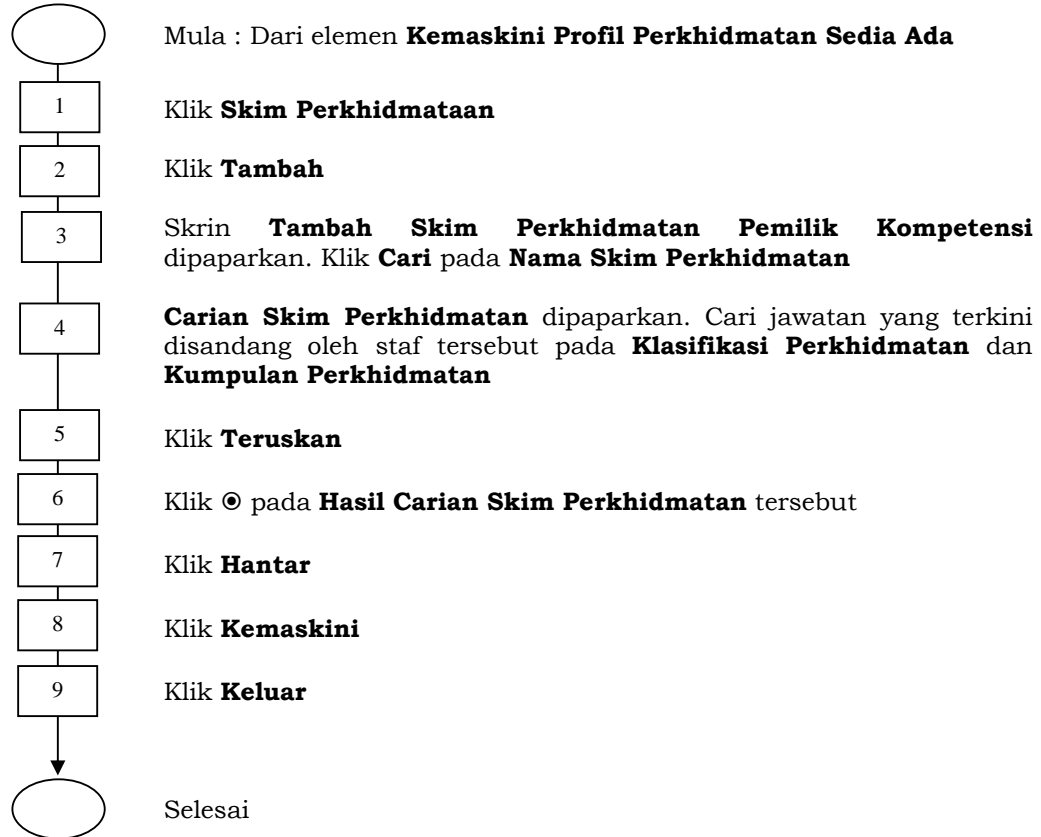 Mula : Dari elemen Kemaskini Profil Perkhidmatan Sedia Ada
1
Klik Skim Perkhidmataan
2
Klik Tambah
3
Skrin Tambah Skim Perkhidmatan Pemilik Kompetensi
dipaparkan. Klik Cari pada Nama Skim Perkhidmatan
4
Carian Skim Perkhidmatan dipaparkan. Cari jawatan yang terkini
disandang oleh staf tersebut pada Klasifikasi Perkhidmatan dan
Kumpulan Perkhidmatan
5
Klik Teruskan
6
Klik ⦿ pada Hasil Carian Skim Perkhidmatan tersebut
7
Klik Hantar
8
Klik Kemaskini
9
Klik Keluar
Selesai